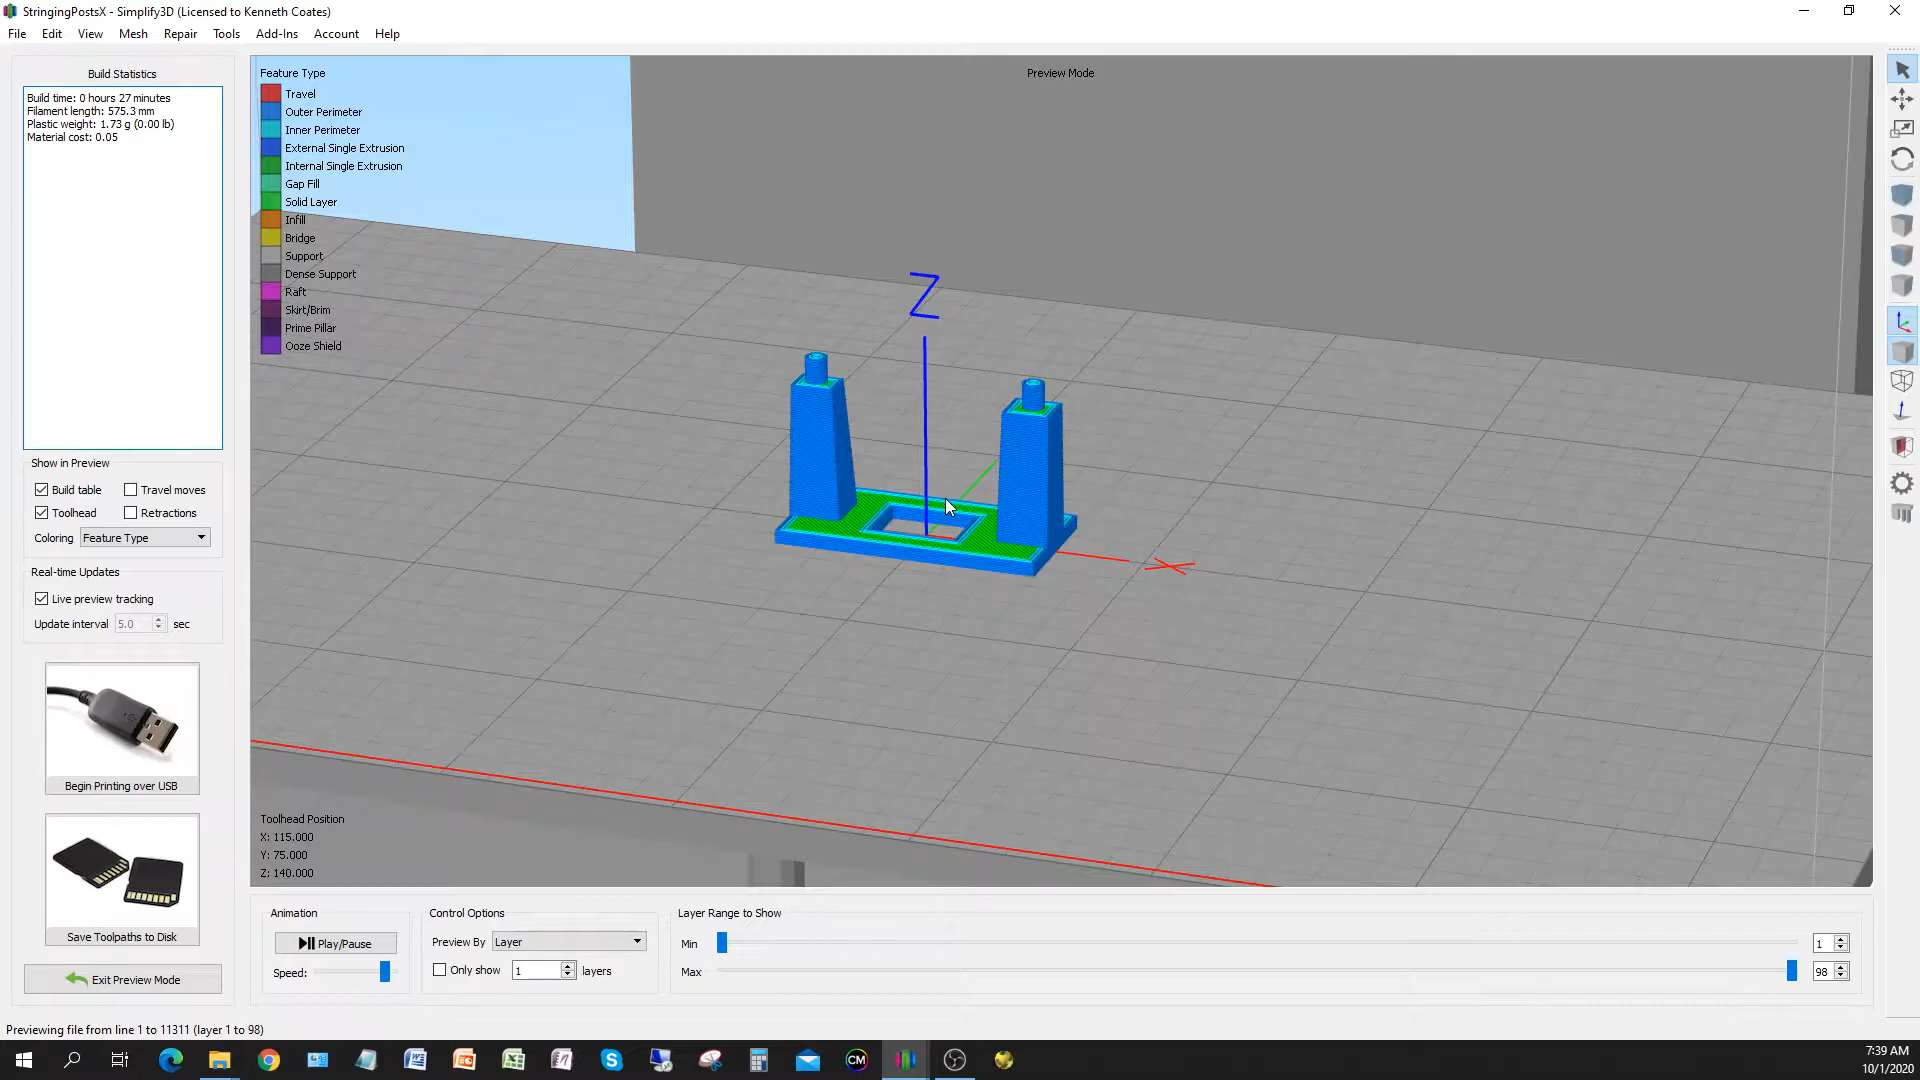 StringingPostsX - Simplify3D (Licensed to Kenneth Coates)
File Edit View Mesh Repair Tools Add-Ins Account Help
Build Statistics
Build time: 0 hours 27 minutes
Filament length: 575.3 mm
Plastic weight: 1.73 g (0.00 lb)
Material cost: 0.05
Show in Preview
Build table Travel moves
Toolhead Retractions
Coloring Feature Type
Real-time Updates
Live preview tracking
Update interval 5.0 sec
Begin Printing over USB
Save Toolpaths to Disk
Exit Preview Mode
Feature Type
Travel
Outer Perimeter
Inner Perimeter
External Single Extrusion
Internal Single Extrusion
Gap Fill
Solid Layer
Infill
Bridge
Support
Dense Support
Raft
Skirt/Brim
Prime Pillar
Ooze Shield
Preview Mode
Z
X
Toolhead Position
X: 115.000
Y: 75.000
Z: 140.000
Animation
Play/Pause
Speed:
Control Options
Preview By Layer
Only show 1 layers
Layer Range to Show
Min 1
Max 98
Previewing file from line 1 to 11311 (layer 1 to 98)
CM
7:39 AM
10/1/2020